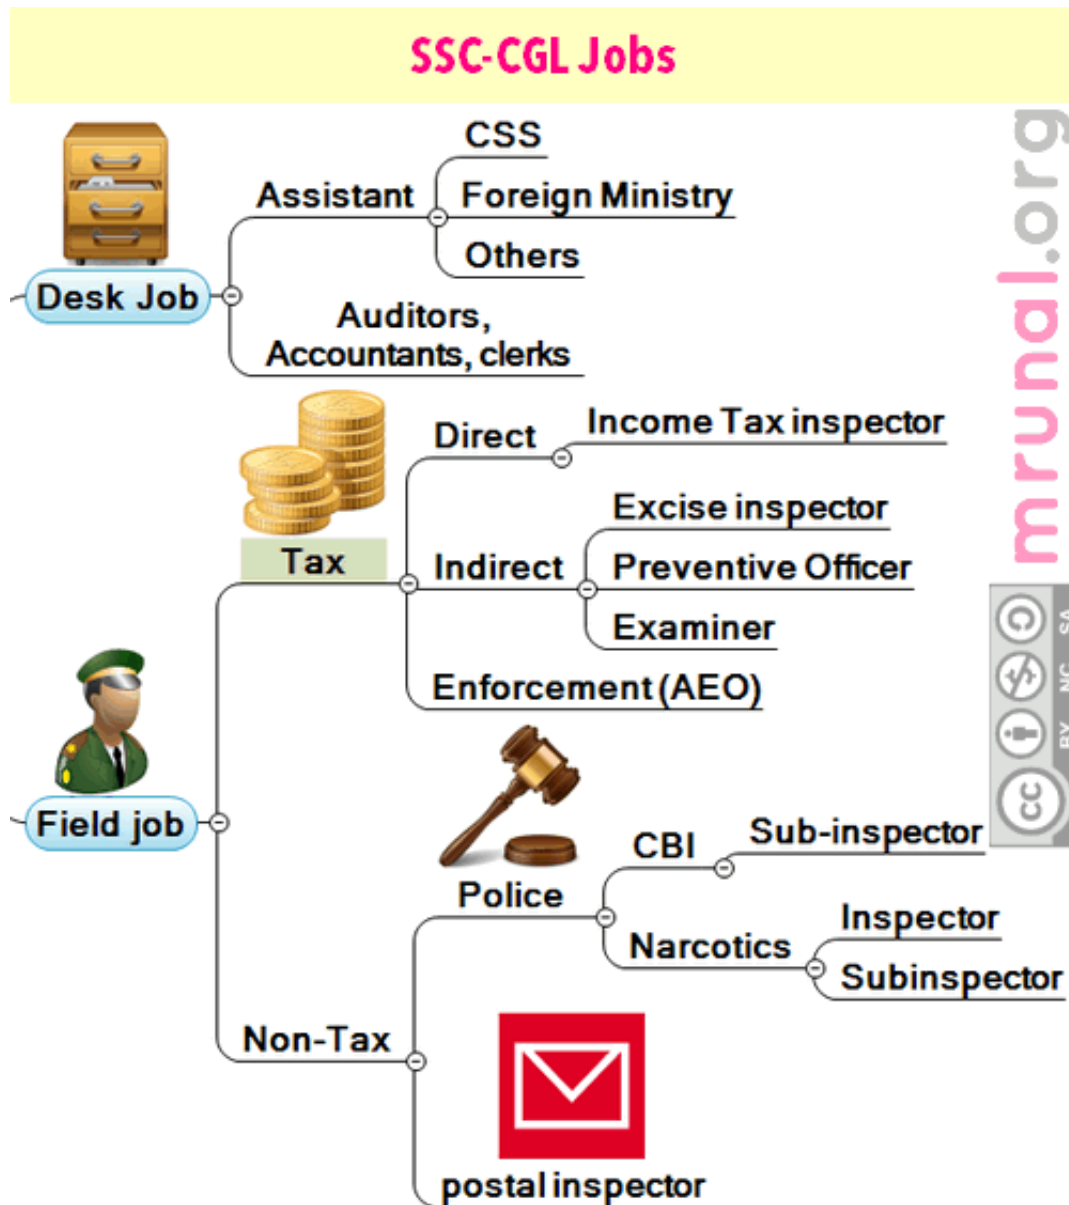 SSC-CGL Jobs
CSS
Assistant
Foreign Ministry
Others
Desk Job
Auditors,
Accountants, clerks
Direct
Income Tax inspector
Tax
Excise inspector
Indirect
Preventive Officer
Examiner
Enforcement (AEO)
Field job
Police
CBI
Sub-inspector
Narcotics
Inspector
Subinspector
Non-Tax
postal inspector
mrunal.org
cc
BY NC SA